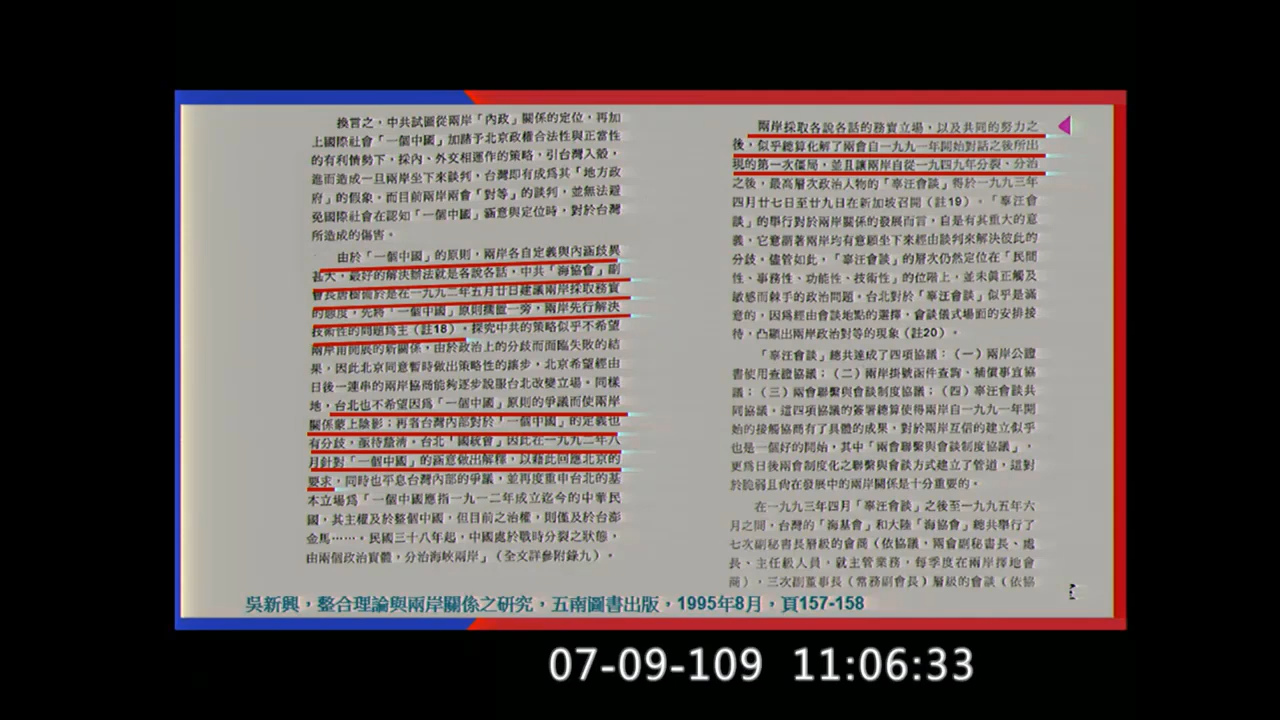 換言之，中共試圖從兩岸「內政」關係的定位，再加
上國際社會「一個中國」加諸予北京政權合法性與正當性
的有利情勢下，採內、外交相運作的策略，引台灣入殼，
進而造成一旦兩岸坐下來談判，台灣即有成為其「地方政
府」的假象。而目前兩岸兩會「對等」的談判，並無法避
免國際社會在認知「一個中國」涵意與定位時，對於台灣
所造成的傷害。
由於「一個中國」的原則，兩岸各自定義與內涵歧異
甚大，最好的解決辦法就是各說各話，中共「海協會」副
會長唐樹備於是在一九九二年五月廿日建議兩岸採取務實
的態度，先將「一個中國」原則擺置一旁，兩岸先行解決
技術性的問題為主（註18）。探究中共的策略似乎不希望
兩岸甫開展的新關係，由於政治上的分歧而面臨失敗的結
果，因此北京同意暫時做出策略性的讓步，北京希望經由
日後一連串的兩岸協商能夠逐步說服台北改變立場。同樣
地，台北也不希望因為「一個中國」原則的爭議而使兩岸
關係蒙上陰影；再者台灣內部對於「一個中國」的定義也
有分歧，亟待釐清，台北「國統會」因此在一九九二年八
月針對「一個中國」的涵意做出解釋，以藉此回應北京的
要求，同時也平息台灣內部的爭議，並再度重申台北的基
本立場為「一個中國應指一九一二年成立迄今的中華民
國，其主權及於整個中國，但目前之治權，則僅及於台澎
金馬……，民國三十八年起，中國處於戰時分裂之狀態，
由兩個政治實體，分治海峽兩岸」（全文詳參附錄九）。
兩岸採取各說各話的務實立場，以及共同的努力之
後，似乎總算化解了兩會自一九九一年開始對話之後所出
現的第一次僵局，並且讓兩岸自從一九四九年分裂、分治
之後，最高層次政治人物的「辜汪會談」得於一九九三年
四月廿七日至廿九日在新加坡召開（註19）。「辜汪會
談」的舉行對於兩岸關係的發展而言，自是有其重大的意
義，它意謂著兩岸均有意願坐下來經由談判來解決彼此的
分歧。儘管如此，「辜汪會談」的層次仍然定位在「民間
性、事務性、功能性、技術性」的位階上，並未真正觸及
敏感而棘手的政治問題，台北對於「辜汪會談」似乎是滿
意的，因為經由會談地點的選擇，會談儀式場面的安排接
待，凸顯出兩岸政治對等的現象（註20）。
「辜汪會談」總共達成了四項協議：（一）兩岸公證
書使用查證協議；（二）兩岸掛號函件查詢、補償事宜協
議；（三）兩會聯繫與會談制度協議；（四）辜汪會談共
同協議。這四項協議的簽署總算使得兩岸自一九九一年開
始的接觸協商有了具體的成果，對於兩岸互信的建立似乎
也是一個好的開始，其中「兩會聯繫與會談制度協議」，
更為日後兩會制度化之聯繫與會談方式建立了管道，這對
於脆弱且尚在發展中的兩岸關係是十分重要的。
在一九九三年四月「辜汪會談」之後至一九九五年六
月之間，台灣的「海基會」和大陸「海協會」總共舉行了
七次副秘書長層級的會商（依協議，兩會副秘書長、處
長、主任級人員，就主管業務，每季度在兩岸擇地會
商），三次副董事長（常務副會長）層級的會談（依協
吳新興，整合理論與兩岸關係之研究，五南圖書出版，1995年8月，頁157-158
07-09-109 11:06:33